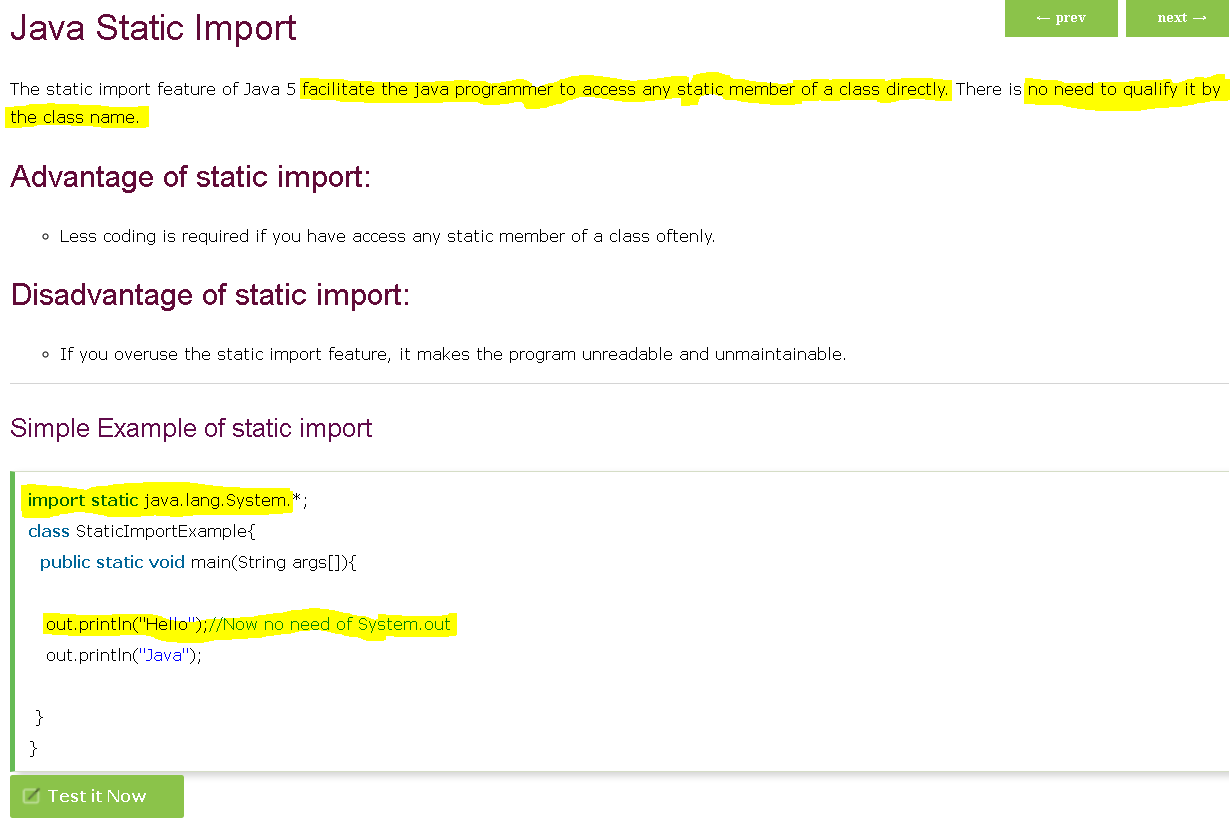 Java Static Import
← prev
next →
The static import feature of Java 5 facilitate the java programmer to access any static member of a class directly. There is no need to qualify it by
the class name.
Advantage of static import:
Less coding is required if you have access any static member of a class oftenly.
Disadvantage of static import:
If you overuse the static import feature, it makes the program unreadable and unmaintainable.
Simple Example of static import
import static java.lang.System.*;
class StaticImportExample{
public static void main(String args[]){
out.println("Hello");//Now no need of System.out
out.println("Java");
}
}
Test it Now